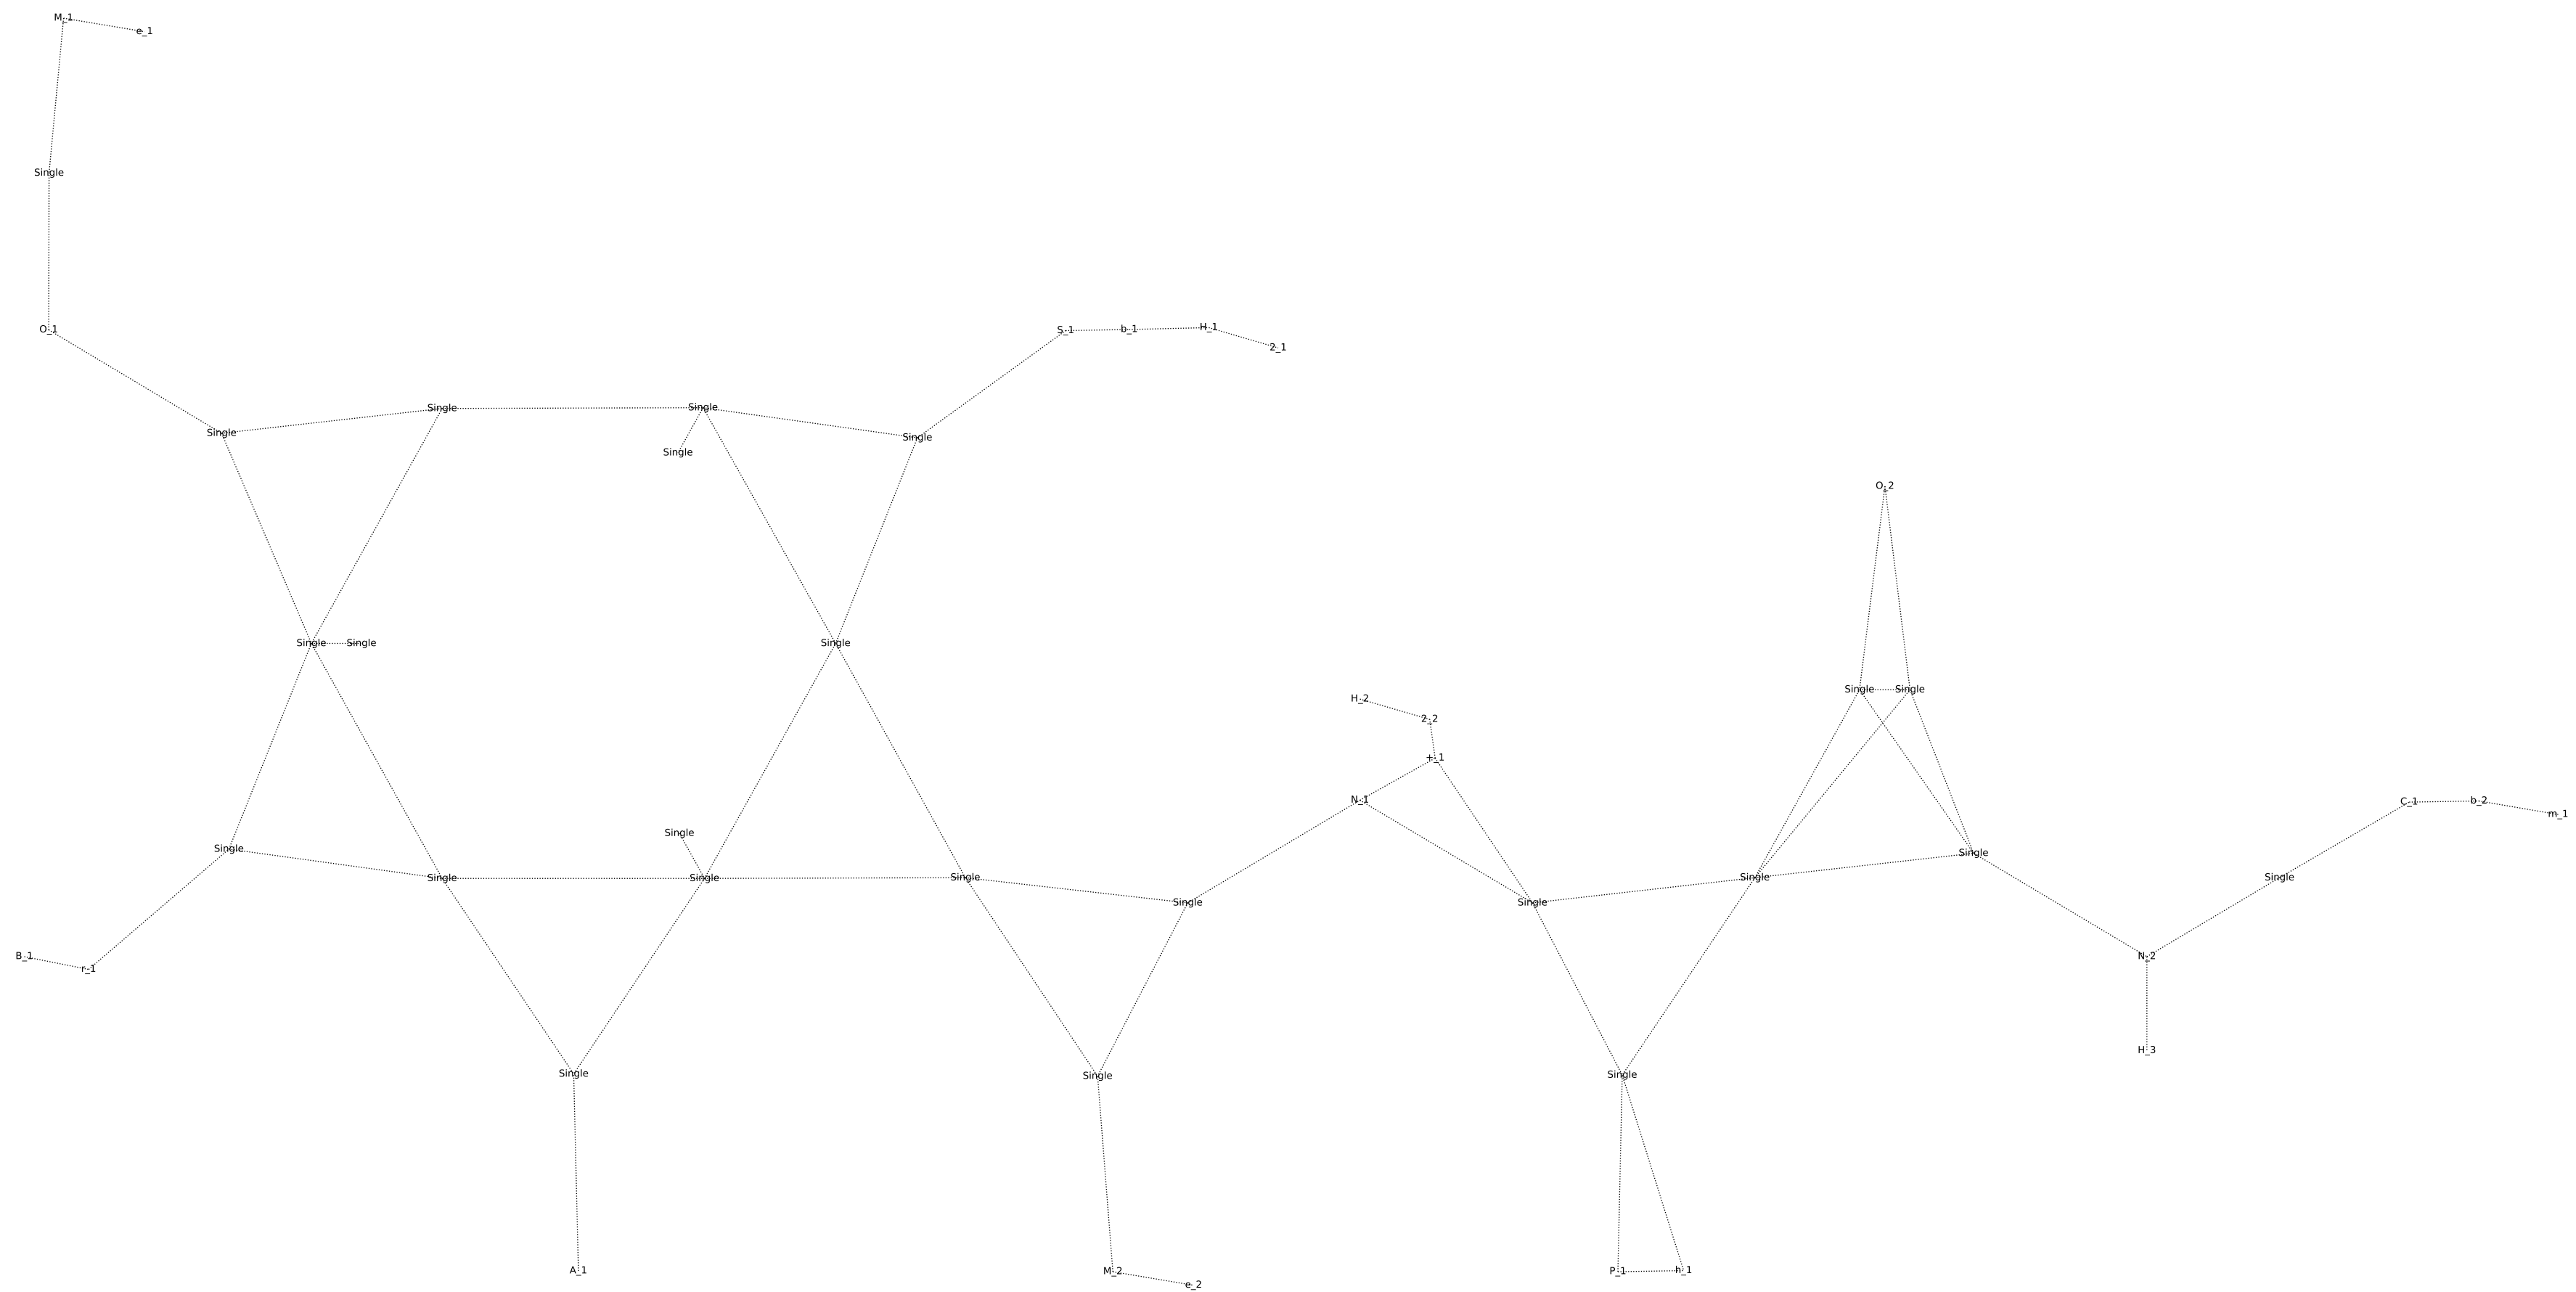 M_1
e_1
Single
O_1
S_1 b_1 H_1
2_1
Single Single
Single Single
Single
O_2
Single Single Single
Single Single
H_2
2_2
+_1
N_1 C_1 b_2
m_1
Single
Single Single
Single Single Single Single Single
Single Single
B_1 N_2
r_1
H_3
Single Single Single
A_1 M_2 P_1 h_1
e_2